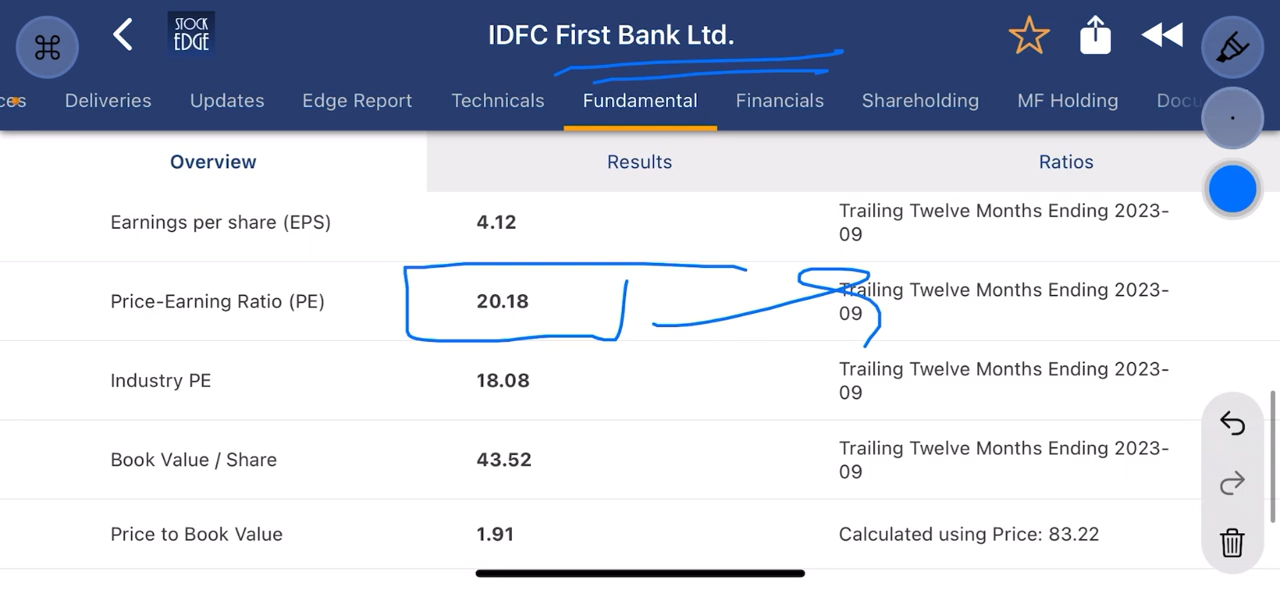 STOCK
EDGE
IDFC First Bank Ltd.
Deliveries Updates Edge Report Technicals Fundamental Financials Shareholding MF Holding
Overview Results Ratios
Earnings per share (EPS) 4.12 Trailing Twelve Months Ending 2023-
09
Price-Earning Ratio (PE) 20.18 Trailing Twelve Months Ending 2023-
09
Industry PE 18.08 Trailing Twelve Months Ending 2023-
09
Book Value / Share 43.52 Trailing Twelve Months Ending 2023-
09
Price to Book Value 1.91 Calculated using Price: 83.22